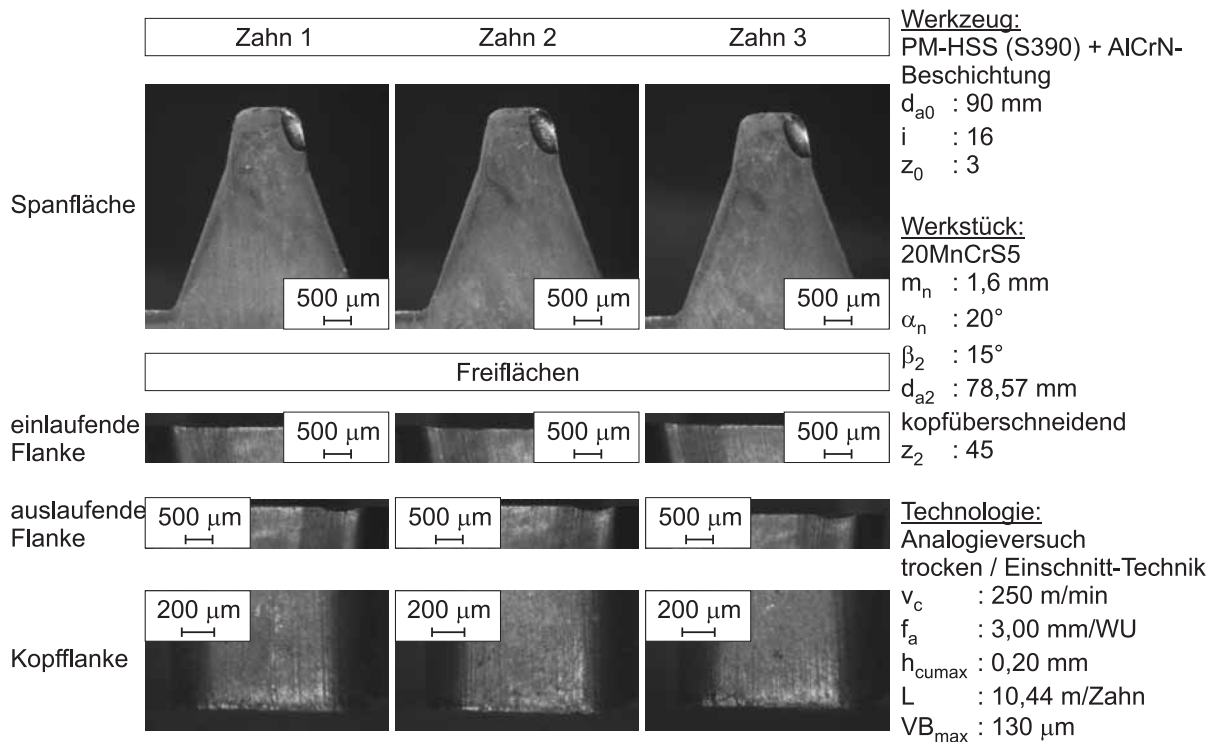 Zahn 1 Zahn 2 Zahn 3
Spanfläche
500 μm 500 μm 500 μm
Freiflächen
einlaufende
Flanke
500 μm 500 μm 500 μm
auslaufende
Flanke
500 μm 500 μm 500 μm
Kopfflanke
200 μm 200 μm 200 μm
Werkzeug:
PM-HSS (S390) + AlCrN-
Beschichtung
d_a0 : 90 mm
i : 16
z_0 : 3
Werkstück:
20MnCrS5
m_n : 1,6 mm
α_n : 20°
β_2 : 15°
d_a2 : 78,57 mm
kopfüberschneidend
z_2 : 45
Technologie:
Analogieversuch
trocken / Einschnitt-Technik
v_c : 250 m/min
f_a : 3,00 mm/WU
h_cumax : 0,20 mm
L : 10,44 m/Zahn
VB_max : 130 μm